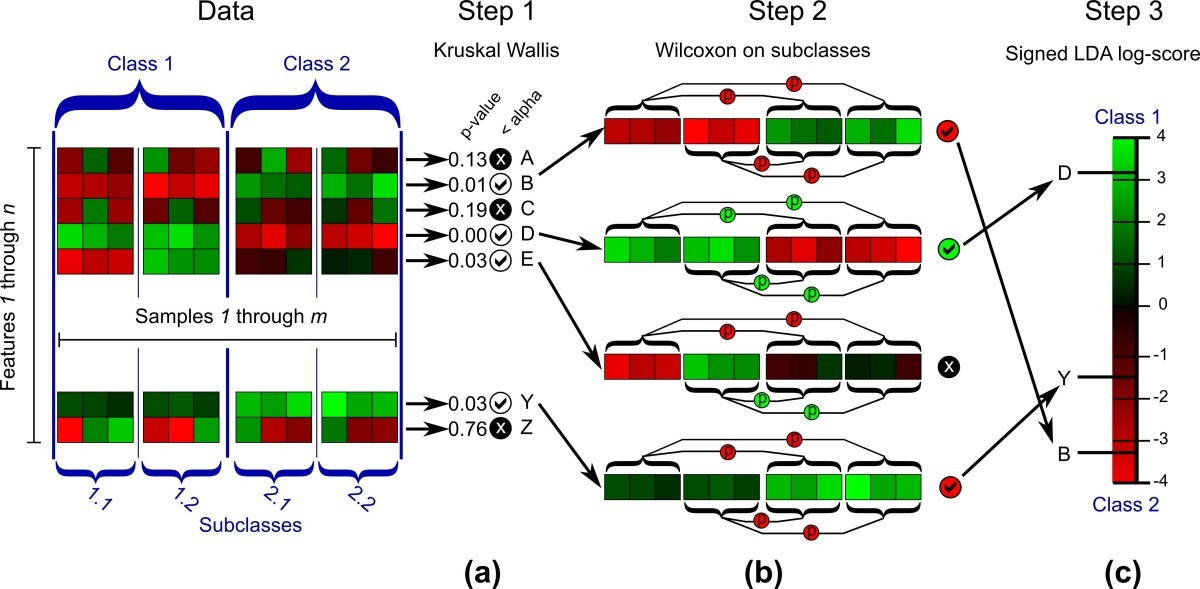 Data
Step 1
Step 2
Step 3
Kruskal Wallis
Wilcoxon on subclasses
Signed LDA log-score
Class 1
Class 2
p-value
< alpha
Features 1 through n
0.13 X A
0.01 B
0.19 X C
0.00 D
0.03 E
Samples 1 through m
0.03 Y
0.76 X Z
1.1
1.2
2.1
2.2
Subclasses
p
p
p
p
p
p
p
p
p
p
X
p
p
p
p
p
p
Class 1
4
D
3
2
1
0
-1
Y
-2
-3
B
-4
Class 2
(a)
(b)
(c)